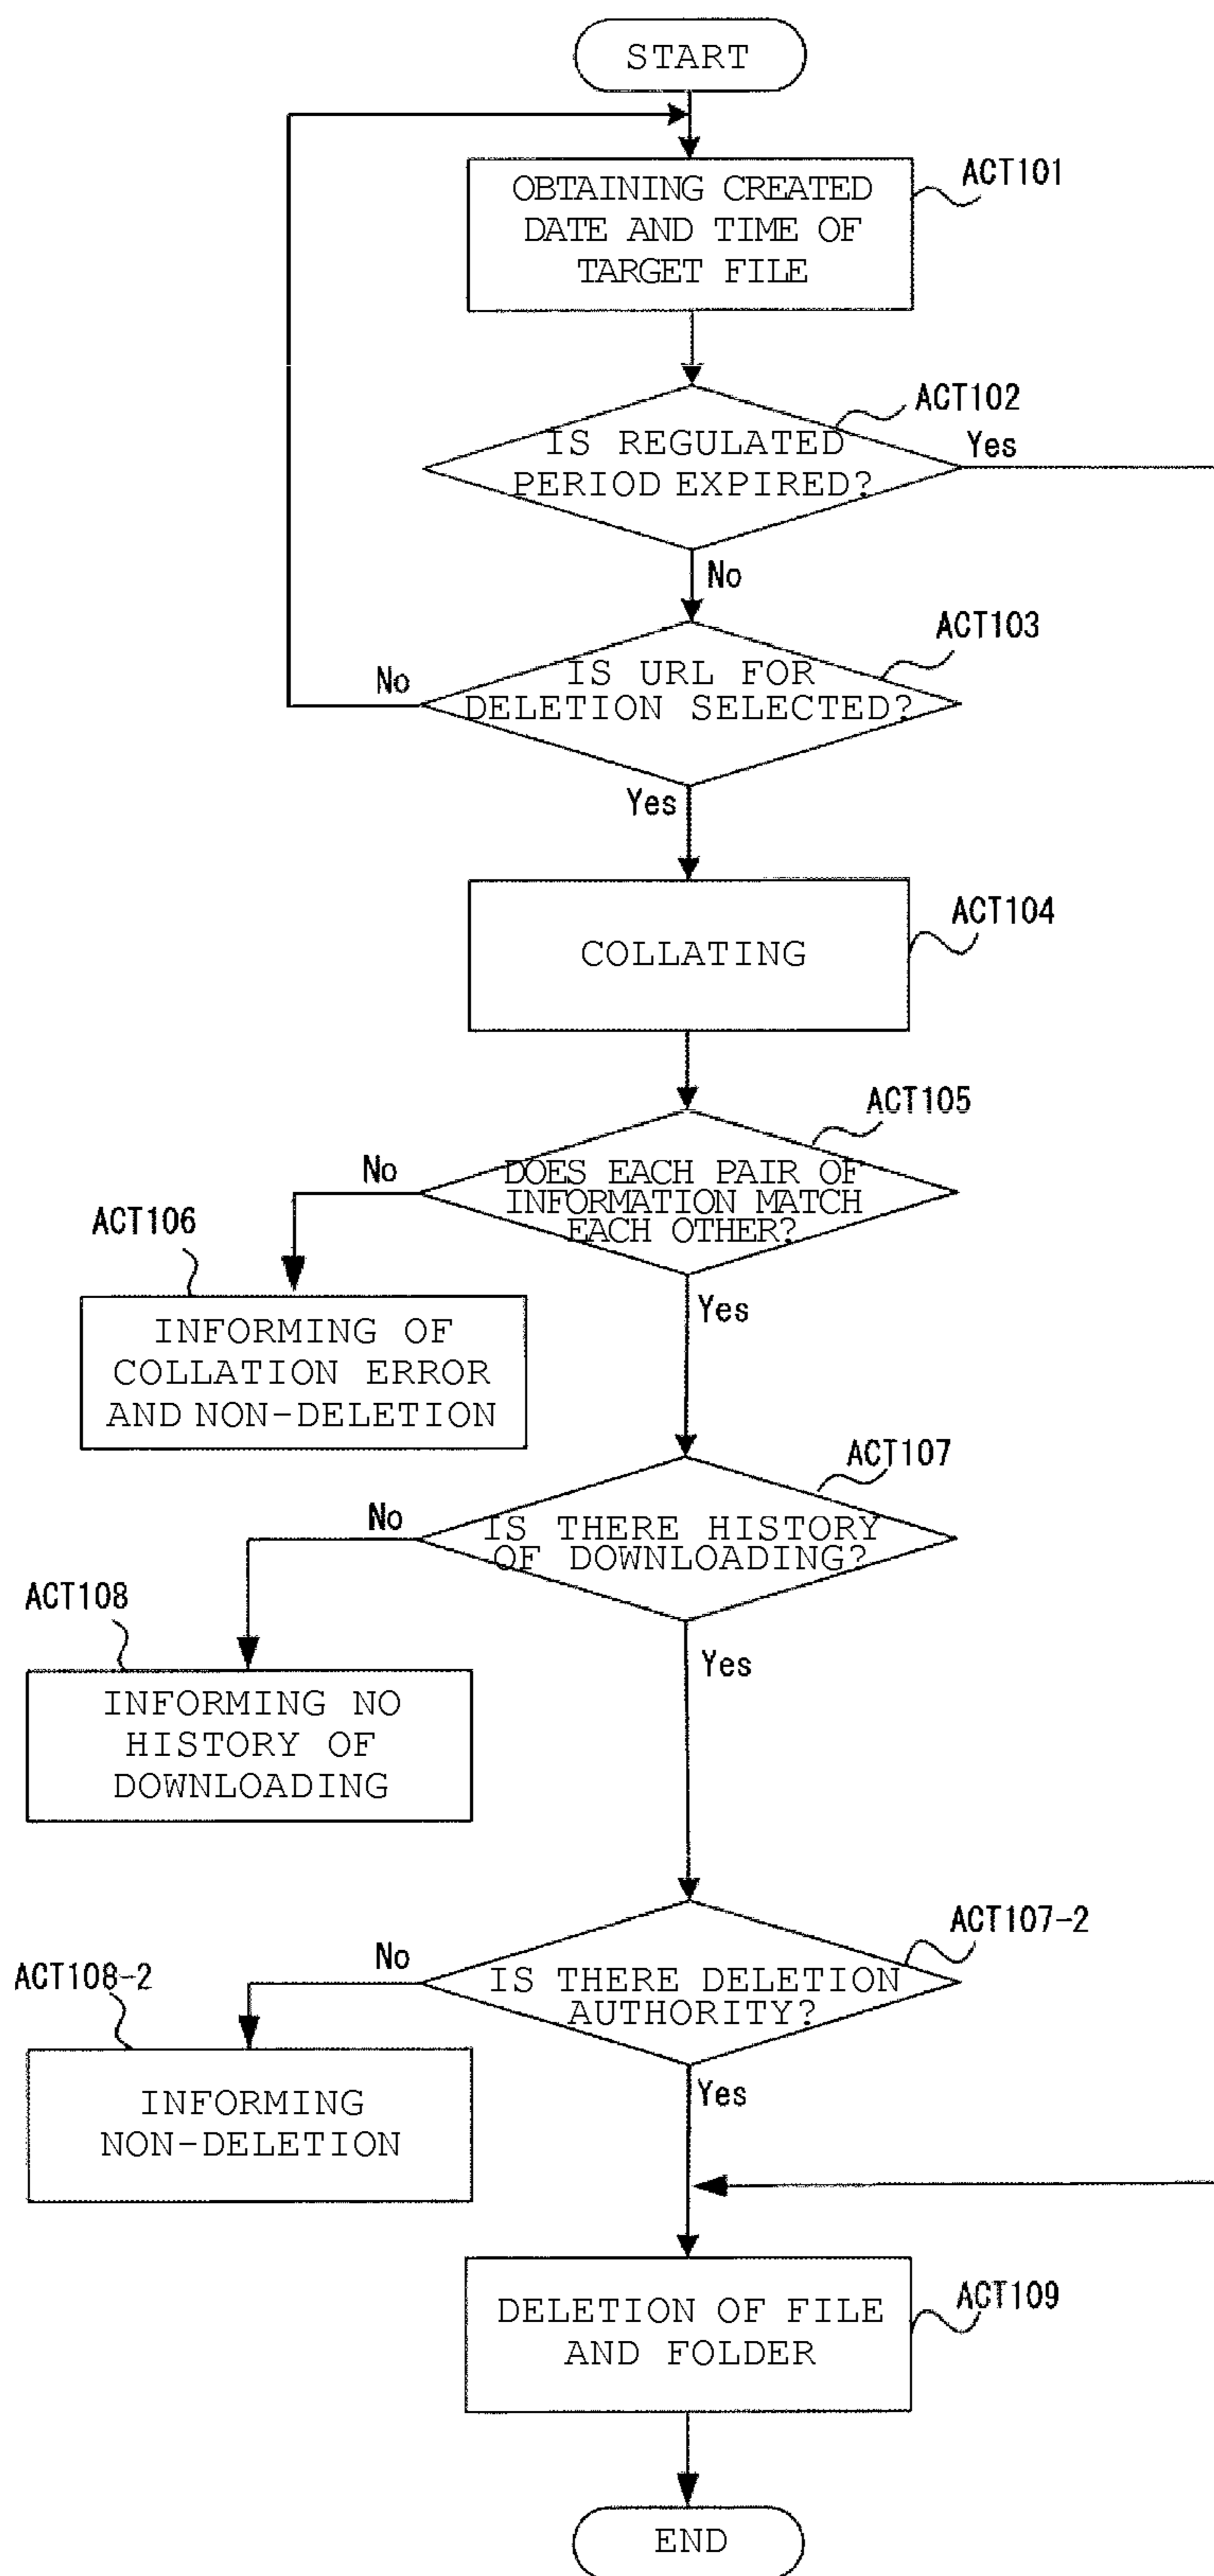 START
ACT101
OBTAINING CREATED
DATE AND TIME OF
TARGET FILE
ACT102
IS REGULATED
PERIOD EXPIRED?
Yes
No
ACT103
IS URL FOR
DELETION SELECTED?
No
Yes
ACT104
COLLATING
ACT105
DOES EACH PAIR OF
INFORMATION MATCH
EACH OTHER?
No
Yes
ACT106
INFORMING OF
COLLATION ERROR
AND NON-DELETION
ACT107
IS THERE HISTORY
OF DOWNLOADING?
No
Yes
ACT108
INFORMING NO
HISTORY OF
DOWNLOADING
ACT107-2
IS THERE DELETION
AUTHORITY?
No
Yes
ACT108-2
INFORMING
NON-DELETION
ACT109
DELETION OF FILE
AND FOLDER
END